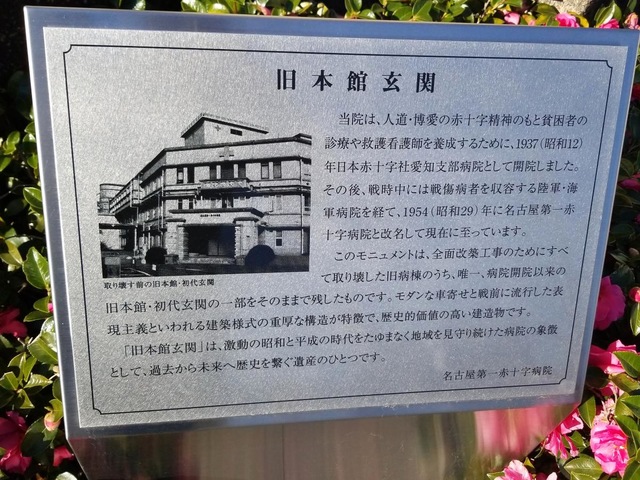 旧本館玄関
当院は、人道・博愛の赤十字精神のもと貧困者の
診療や救護看護師を養成するために、1937(昭和12)
年日本赤十字社愛知支部病院として開院しました。
その後、戦時中には戦傷病者を収容する陸軍・海
軍病院を経て、1954(昭和29)年に名古屋第一赤
十字病院と改名して現在に至っています。
このモニュメントは、全面改築工事のためにすべ
て取り壊した旧病棟のうち、唯一、病院開院以来の
取り壊す前の旧本館・初代玄関
旧本館・初代玄関の一部をそのままで残したものです。モダンな車寄せと戦前に流行した表
現主義といわれる建築様式の重厚な構造が特徴で、歴史的価値の高い建造物です。
「旧本館玄関」は、激動の昭和と平成の時代をたゆまなく地域を見守り続けた病院の象徴
として、過去から未来へ歴史を繋ぐ遺産のひとつです。
名古屋第一赤十字病院